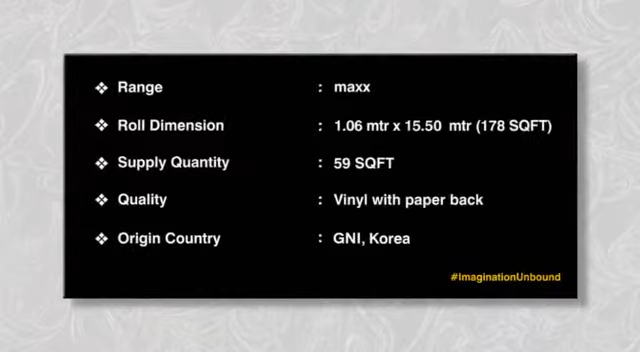 ❖ Range : maxx
❖ Roll Dimension : 1.06 mtr x 15.50 mtr (178 SQFT)
❖ Supply Quantity : 59 SQFT
❖ Quality : Vinyl with paper back
❖ Origin Country : GNI, Korea
#ImaginationUnbound